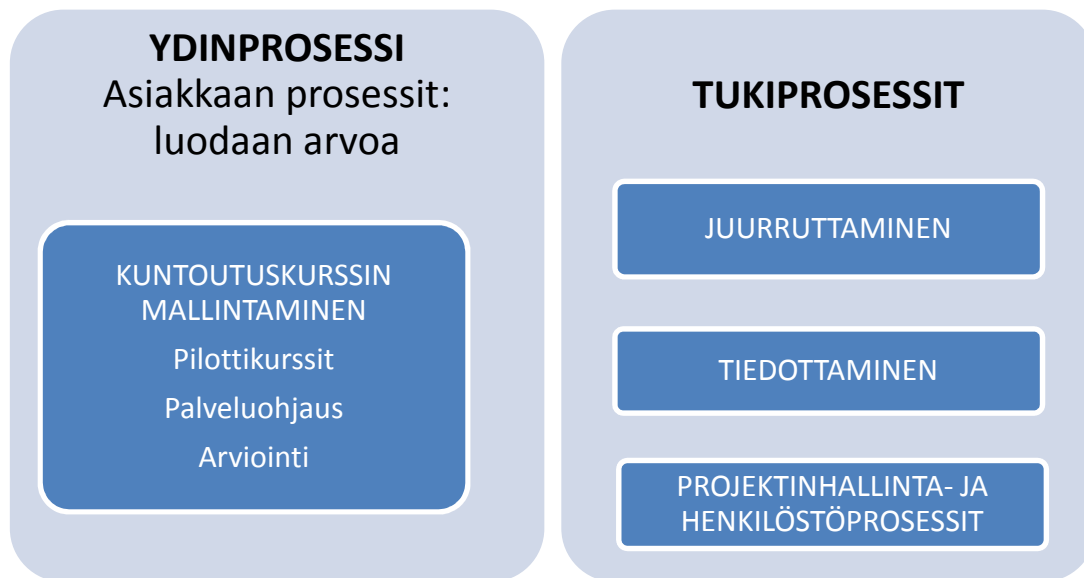 YDINPROSESSI
Asiakkaan prosessit:
luodaan arvoa
KUNTOUTUSKURSSIN
MALLINTAMINEN
Pilottikurssit
Palveluohjaus
Arviointi
TUKIPROSESSIT
JUURRUTTAMINEN
TIEDOTTAMINEN
PROJEKTINHALLINTA- JA
HENKILÖSTÖPROSESSIT